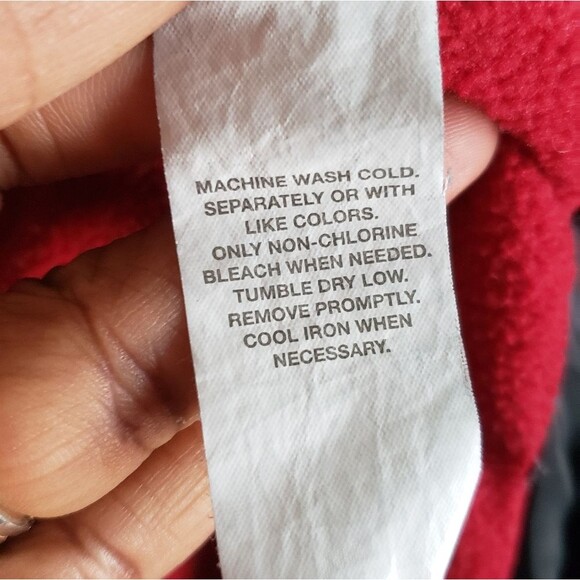 MACHINE WASH COLD.
SEPARATELY OR WITH
LIKE COLORS.
ONLY NON-CHLORINE
BLEACH WHEN NEEDED.
TUMBLE DRY LOW.
REMOVE PROMPTLY.
COOL IRON WHEN
NECESSARY.